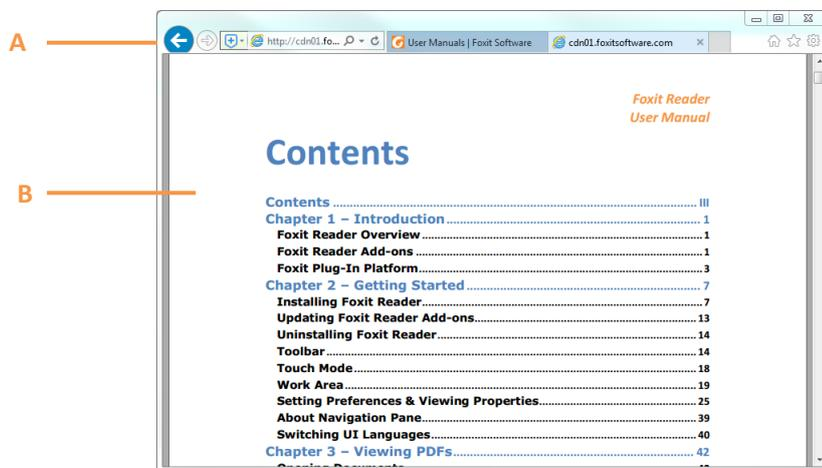 A
http://cdn01.fo...
User Manuals | Foxit Software
cdn01.foxitsoftware.com
Foxit Reader
User Manual
Contents
B
Contents ........................................ III
Chapter 1 – Introduction ........................................ 1
Foxit Reader Overview ........................................ 1
Foxit Reader Add-ons ........................................ 1
Foxit Plug-In Platform ........................................ 3
Chapter 2 – Getting Started ........................................ 7
Installing Foxit Reader ........................................ 7
Updating Foxit Reader Add-ons ........................................ 13
Uninstalling Foxit Reader ........................................ 14
Toolbar ........................................ 14
Touch Mode ........................................ 18
Work Area ........................................ 19
Setting Preferences & Viewing Properties ........................................ 25
About Navigation Pane ........................................ 39
Switching UI Languages ........................................ 40
Chapter 3 – Viewing PDFs ........................................ 42